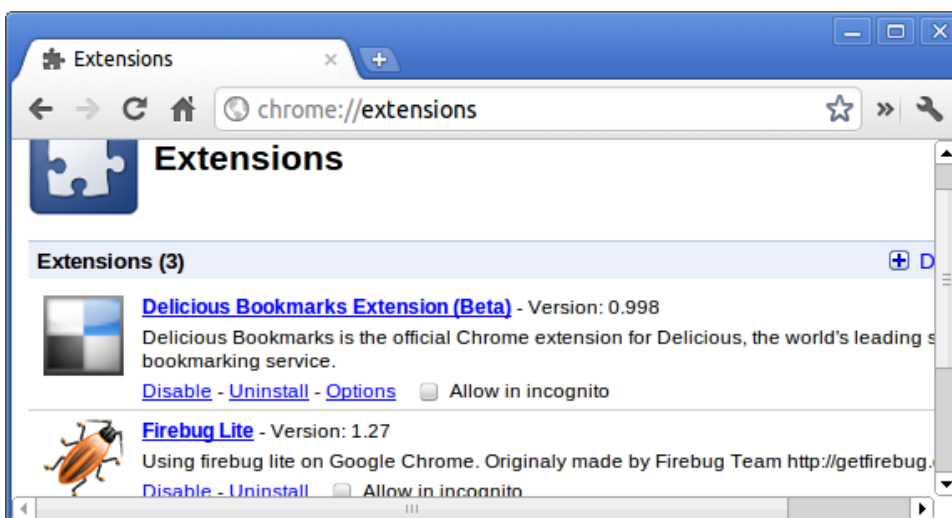 Extensions
chrome://extensions
Extensions
Extensions (3)
D
Delicious Bookmarks Extension (Beta) - Version: 0.998
Delicious Bookmarks is the official Chrome extension for Delicious, the world's leading s
bookmarking service.
Disable - Uninstall - Options Allow in incognito
Firebug Lite - Version: 1.27
Using firebug lite on Google Chrome. Originaly made by Firebug Team http://getfirebug.
Disable - Uninstall Allow in incognito